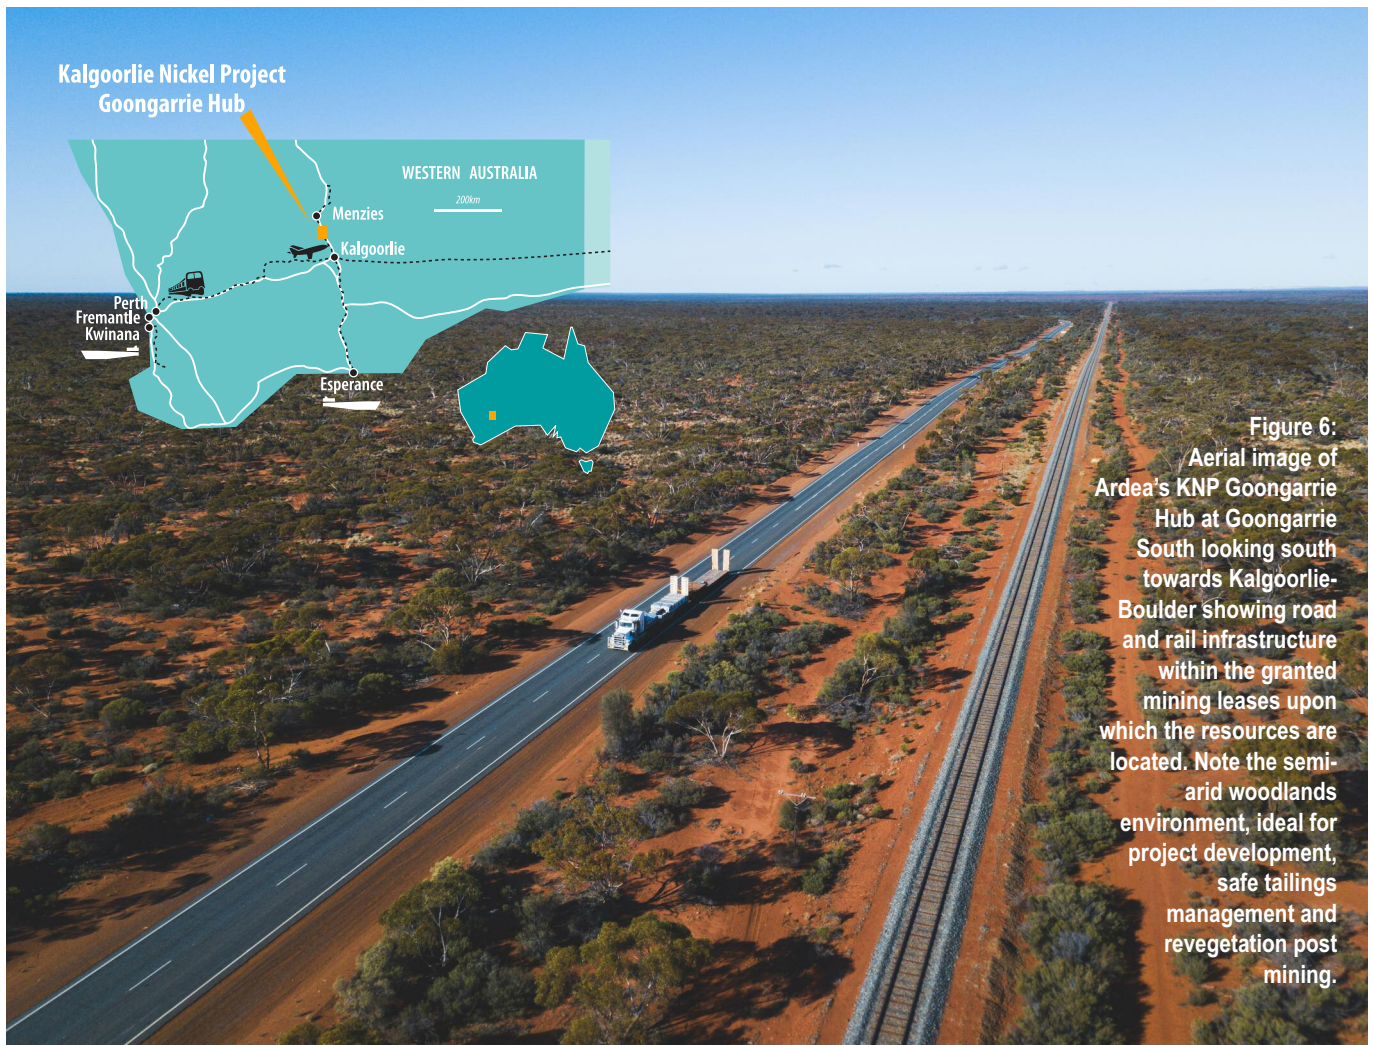 Kalgoorlie Nickel Project
Goongarrie Hub
WESTERN AUSTRALIA
200km
Menzies
Kalgoorlie
Perth
Fremantle
Kwinana
Esperance
Figure 6:
Aerial image of
Ardea's KNP Goongarrie
Hub at Goongarrie
South looking south
towards Kalgoorlie-
Boulder showing road
and rail infrastructure
within the granted
mining leases upon
which the resources are
located. Note the semi-
arid woodlands
environment, ideal for
project development,
safe tailings
management and
revegetation post
mining.